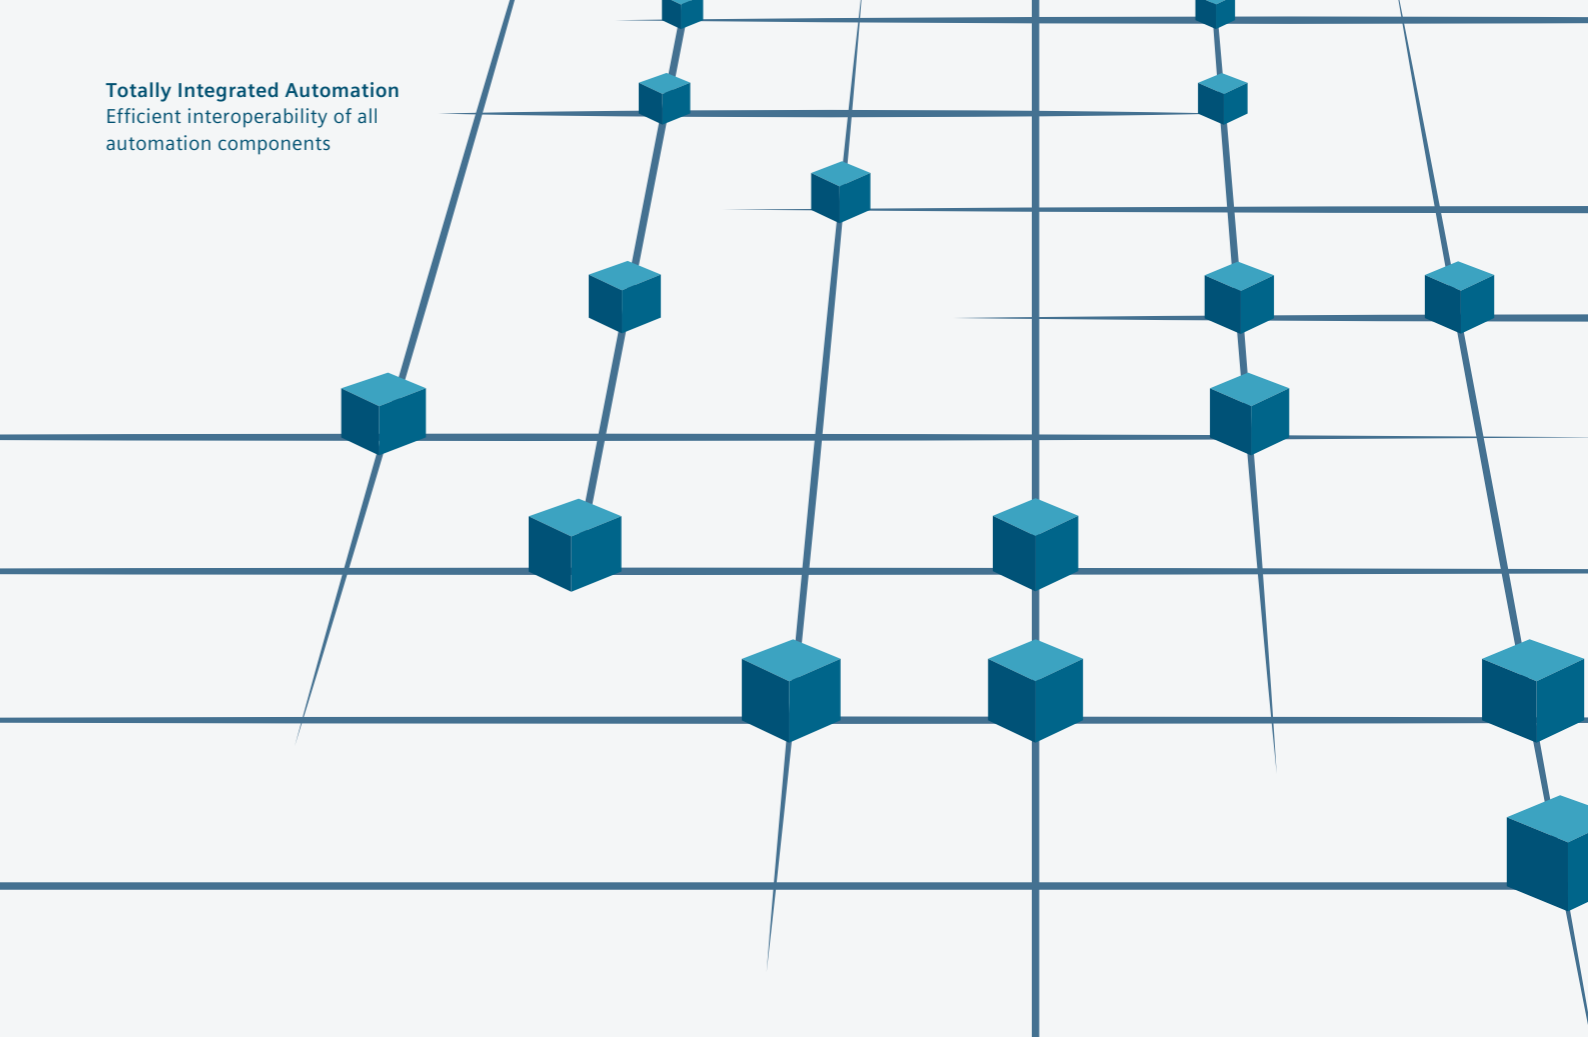 Totally Integrated Automation
Efficient interoperability of all
automation components